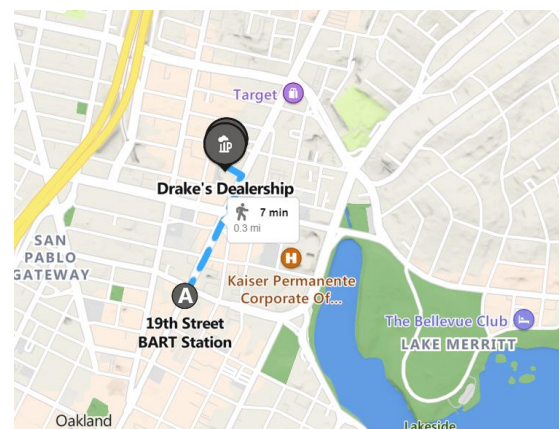 Target
Drake's Dealership
7 min
0.3 mi
SAN
PABLO
GATEWAY
H
Kaiser Permanente
Corporate Of...
A
19th Street
BART Station
The Bellevue Club
LAKE MERRITT
Oakland
Lakeside